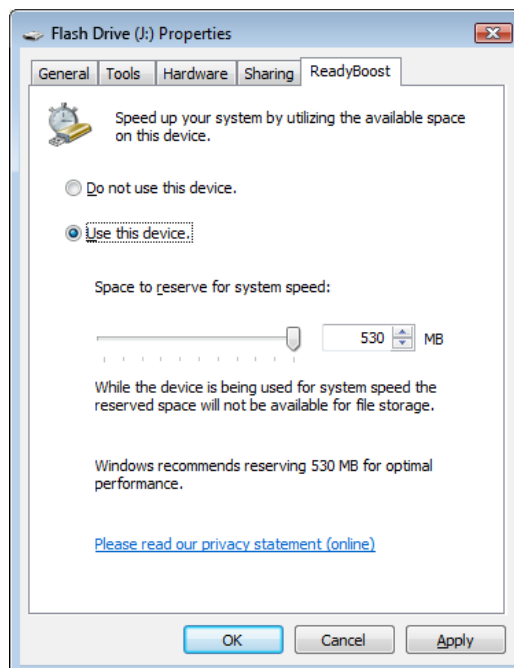 Flash Drive (J:) Properties
General Tools Hardware Sharing ReadyBoost
Speed up your system by utilizing the available space
on this device.
Do not use this device.
Use this device.
Space to reserve for system speed:
530 MB
While the device is being used for system speed the
reserved space will not be available for file storage.
Windows recommends reserving 530 MB for optimal
performance.
Please read our privacy statement (online)
OK Cancel Apply